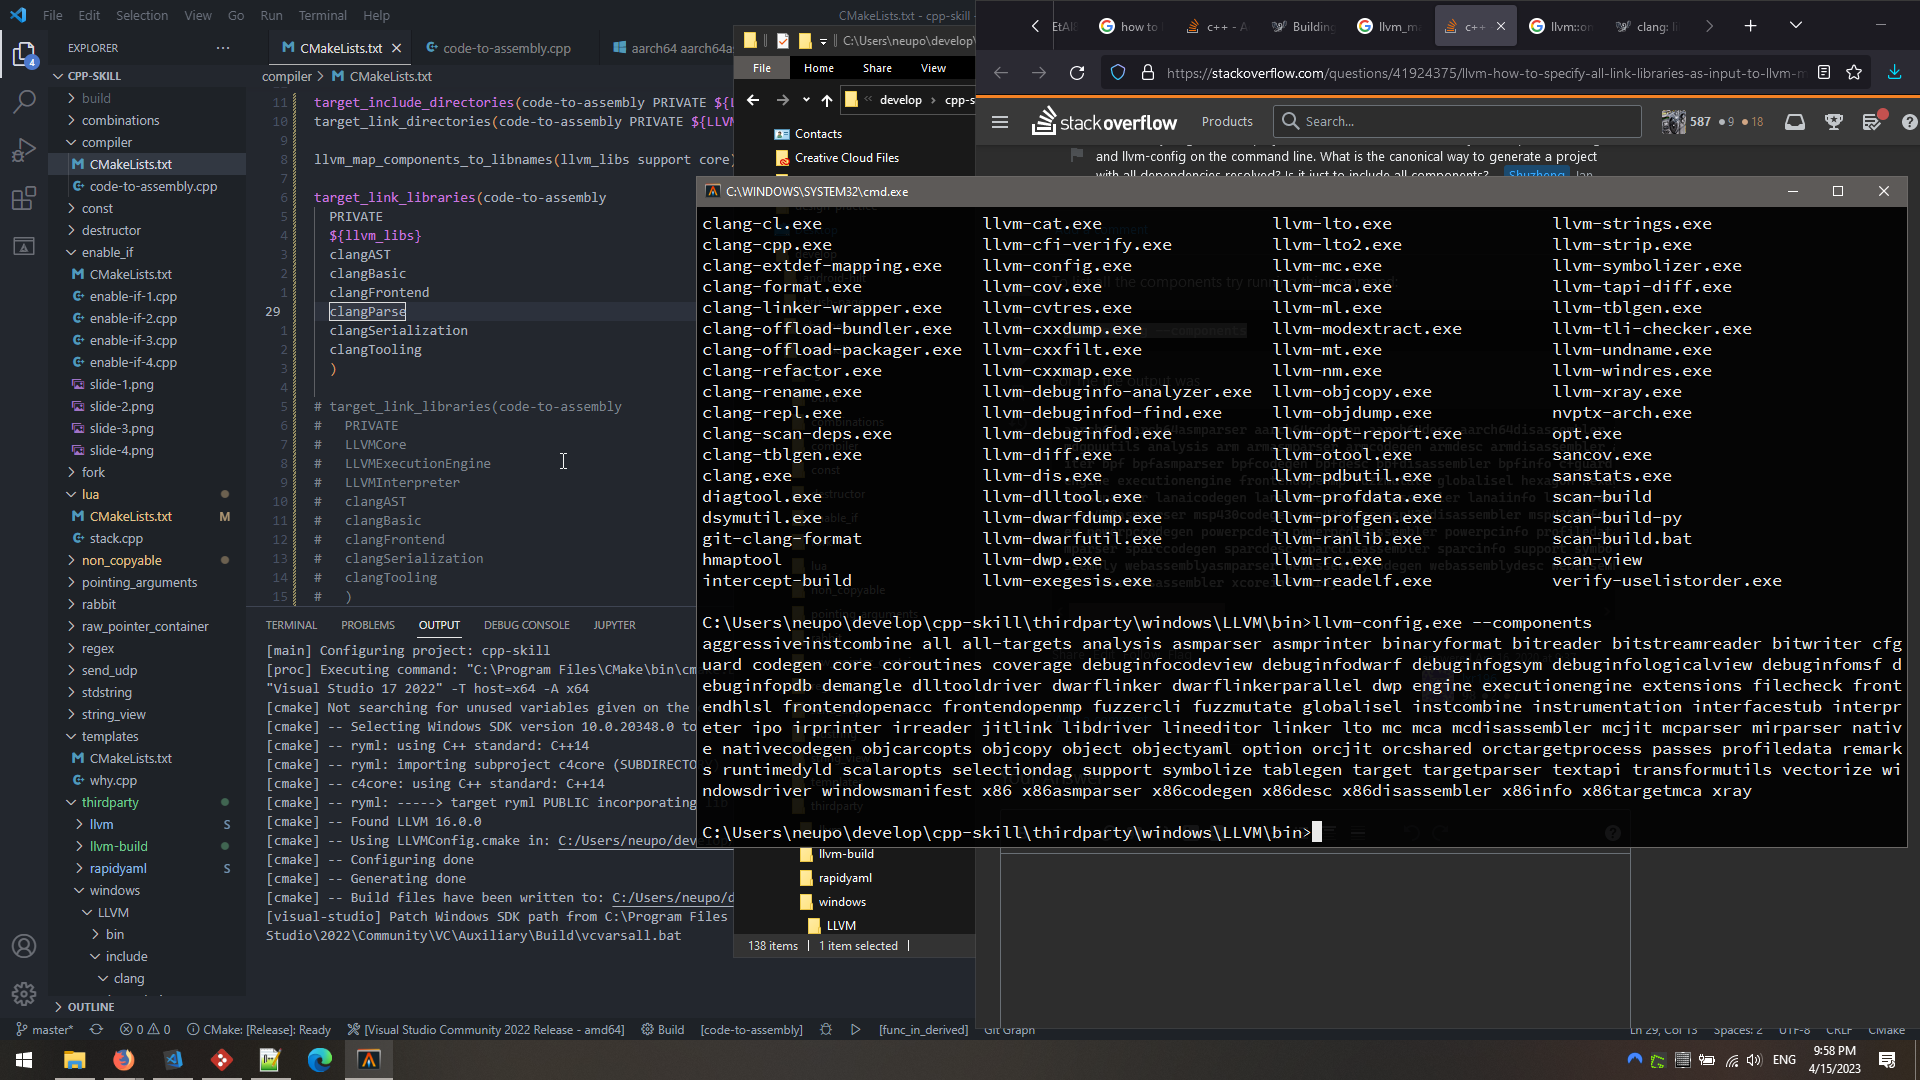 File Edit Selection View Go Run Terminal Help
CMakeLists.txt - cpp-skill -
EXPLORER
CPP-SKILL
build
combinations
compiler
CMakeLists.txt
code-to-assembly.cpp
const
destructor
enable_if
CMakeLists.txt
enable-if-1.cpp
enable-if-2.cpp
enable-if-3.cpp
enable-if-4.cpp
slide-1.png
slide-2.png
slide-3.png
slide-4.png
fork
lua
CMakeLists.txt M
stack.cpp
non_copyable
pointing_arguments
rabbit
raw_pointer_container
regex
send_udp
stdstring
string_view
templates
CMakeLists.txt
why.cpp
thirdparty
llvm S
llvm-build
rapidyaml S
windows
LLVM
bin
include
clang
OUTLINE
CMakeLists.txt code-to-assembly.cpp aarch64 aarch64as
compiler > CMakeLists.txt
11 target_include_directories(code-to-assembly PRIVATE ${L
10 target_link_directories(code-to-assembly PRIVATE ${LLVM
9
8 llvm_map_components_to_libnames(llvm_libs support core)
7
6 target_link_libraries(code-to-assembly
5 PRIVATE
4 ${llvm_libs}
3 clangAST
2 clangBasic
1 clangFrontend
29 clangParse
1 clangSerialization
2 clangTooling
3 )
4
5 # target_link_libraries(code-to-assembly
6 # PRIVATE
7 # LLVMCore
8 # LLVMExecutionEngine
9 # LLVMInterpreter
10 # clangAST
11 # clangBasic
12 # clangFrontend
13 # clangSerialization
14 # clangTooling
15 # )
TERMINAL PROBLEMS OUTPUT DEBUG CONSOLE JUPYTER
[main] Configuring project: cpp-skill
[proc] Executing command: "C:\Program Files\CMake\bin\cm
"Visual Studio 17 2022" -T host=x64 -A x64
[cmake] Not searching for unused variables given on the
[cmake] -- Selecting Windows SDK version 10.0.20348.0 to
[cmake] -- ryml: using C++ standard: C++14
[cmake] -- ryml: importing subproject c4core (SUBDIRECTO
[cmake] -- c4core: using C++ standard: C++14
[cmake] -- ryml: -----> target ryml PUBLIC incorporating
[cmake] -- Found LLVM 16.0.0
[cmake] -- Using LLVMConfig.cmake in: C:/Users/neupo/dev
[cmake] -- Configuring done
[cmake] -- Generating done
[cmake] -- Build files have been written to: C:/Users/neupo/d
[visual-studio] Patch Windows SDK path from C:\Program Files
Studio\2022\Community\VC\Auxiliary\Build\vcvarsall.bat
C:\Users\neupo\develop\
File Home Share View
develop > cpp-s
Contacts
Creative Cloud Files
llvm-build
rapidyaml
windows
LLVM
138 items 1 item selected
EtAlE how to c++ - A Building llvm_m c++ llvm::on clang: li
https://stackoverflow.com/questions/41924375/llvm-how-to-specify-all-link-libraries-as-input-to-llvm-m
stackoverflow Products Search... 587 9 18
and llvm-config on the command line. What is the canonical way to generate a project
with all dependencies resolved? Is it just to include all components? Shuzheng Jan
C:\WINDOWS\SYSTEM32\cmd.exe
clang-cl.exe llvm-cat.exe llvm-lto.exe llvm-strings.exe
clang-cpp.exe llvm-cfi-verify.exe llvm-lto2.exe llvm-strip.exe
clang-extdef-mapping.exe llvm-config.exe llvm-mc.exe llvm-symbolizer.exe
clang-format.exe llvm-cov.exe llvm-mca.exe llvm-tapi-diff.exe
clang-linker-wrapper.exe llvm-cvtres.exe llvm-ml.exe llvm-tblgen.exe
clang-offload-bundler.exe llvm-cxxdump.exe llvm-modextract.exe llvm-tli-checker.exe
clang-offload-packager.exe llvm-cxxfilt.exe llvm-mt.exe llvm-undname.exe
clang-refactor.exe llvm-cxxmap.exe llvm-nm.exe llvm-windres.exe
clang-rename.exe llvm-debuginfo-analyzer.exe llvm-objcopy.exe llvm-xray.exe
clang-repl.exe llvm-debuginfod-find.exe llvm-objdump.exe nvptx-arch.exe
clang-scan-deps.exe llvm-debuginfod.exe llvm-opt-report.exe opt.exe
clang-tblgen.exe llvm-diff.exe llvm-otool.exe sancov.exe
clang.exe llvm-dis.exe llvm-pdbutil.exe sanstats.exe
diagtool.exe llvm-dlltool.exe llvm-profdata.exe scan-build
dsymutil.exe llvm-dwarfdump.exe llvm-profgen.exe scan-build-py
git-clang-format llvm-dwarfutil.exe llvm-ranlib.exe scan-build.bat
hmaptool llvm-dwp.exe llvm-rc.exe scan-view
intercept-build llvm-exegesis.exe llvm-readelf.exe verify-uselistorder.exe
C:\Users\neupo\develop\cpp-skill\thirdparty\windows\LLVM\bin>llvm-config.exe --components
aggressiveinstcombine all all-targets analysis asmparser asmprinter binaryformat bitreader bitstreamreader bitwriter cfg
uard codegen core coroutines coverage debuginfocodeview debuginfodwarf debuginfogsym debuginfologicalview debuginfomsf d
ebuginfopdb demangle dlltooldriver dwarflinker dwarflinkerparallel dwp engine executionengine extensions filecheck front
endhlsl frontendopenacc frontendopenmp fuzzercli fuzzmutate globalisel instcombine instrumentation interfacestub interpr
eter ipo irprinter irreader jitlink libdriver lineeditor linker lto mc mca mcdisassembler mcjit mcparser mirparser nativ
e nativecodegen objcarcopts objcopy object objectyaml option orcjit orcshared orctargetprocess passes profiledata remark
s runtimedyld scalaropts selectiondag support symbolize tablegen target targetparser textapi transformutils vectorize wi
ndowsdriver windowsmanifest x86 x86asmparser x86codegen x86desc x86disassembler x86info x86targetmca xray
C:\Users\neupo\develop\cpp-skill\thirdparty\windows\LLVM\bin>
master* 0 0 CMake: [Release]: Ready [Visual Studio Community 2022 Release - amd64] Build [code-to-assembly] [func_in_derived] Git Graph Ln 29, Col 13 Spaces: 2 UTF-8 CRLF CMake
ENG
9:58 PM
4/15/2023